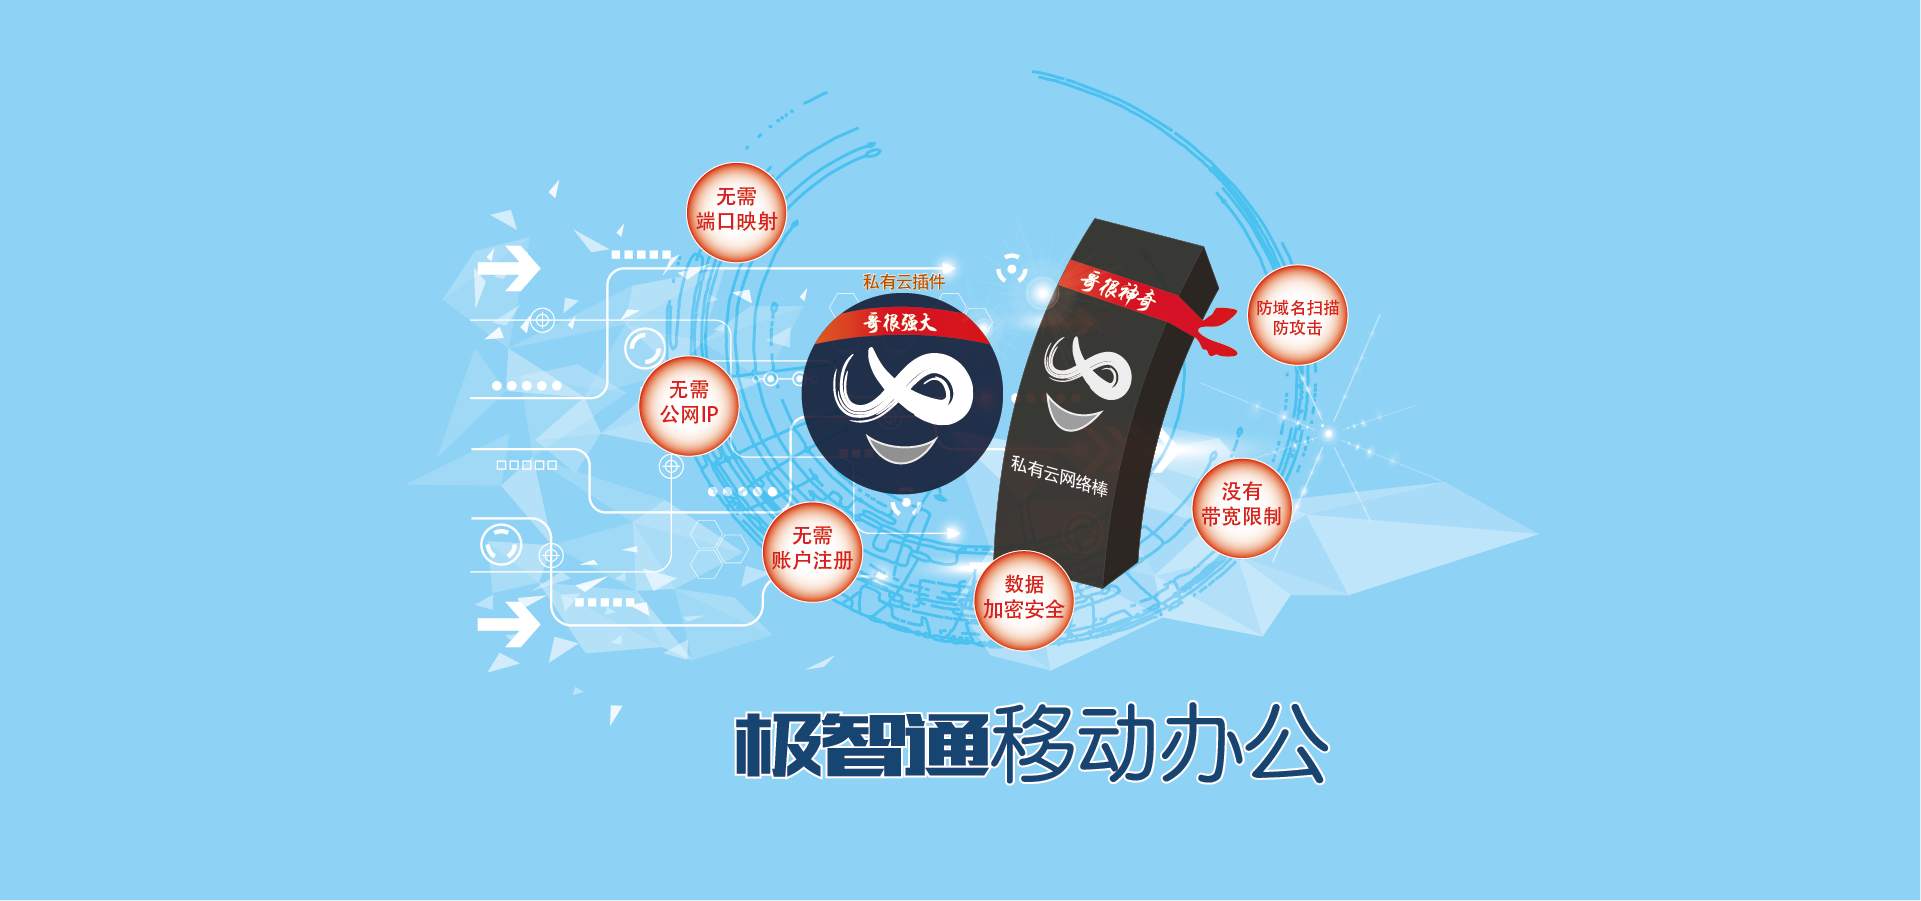 无需
端口映射
私有云插件
哥很强大
哥很神奇
防域名扫描
防攻击
无需
公网IP
私有云网络棒
没有
带宽限制
无需
账户注册
数据
加密安全
极智通移动办公